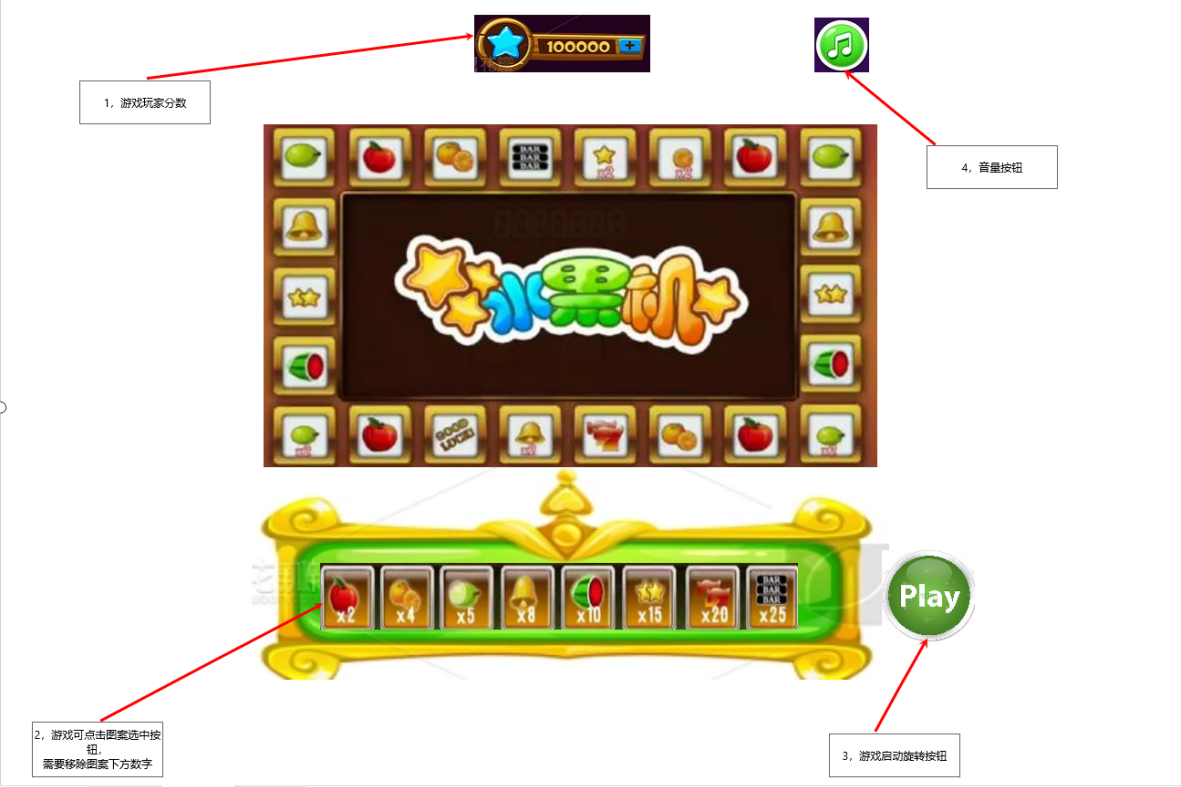 100000
+
1，游戏玩家分数
4，音量按钮
BAR
BAR
BAR
x2
x2
水果机
x2
GOOD
LUCK!
x2
x2
BAR
BAR
BAR
x2
x4
x5
x8
x10
x15
x20
x25
Play
2，游戏可点击图案选中按
钮，
需要移除图案下方数字
3，游戏启动旋转按钮